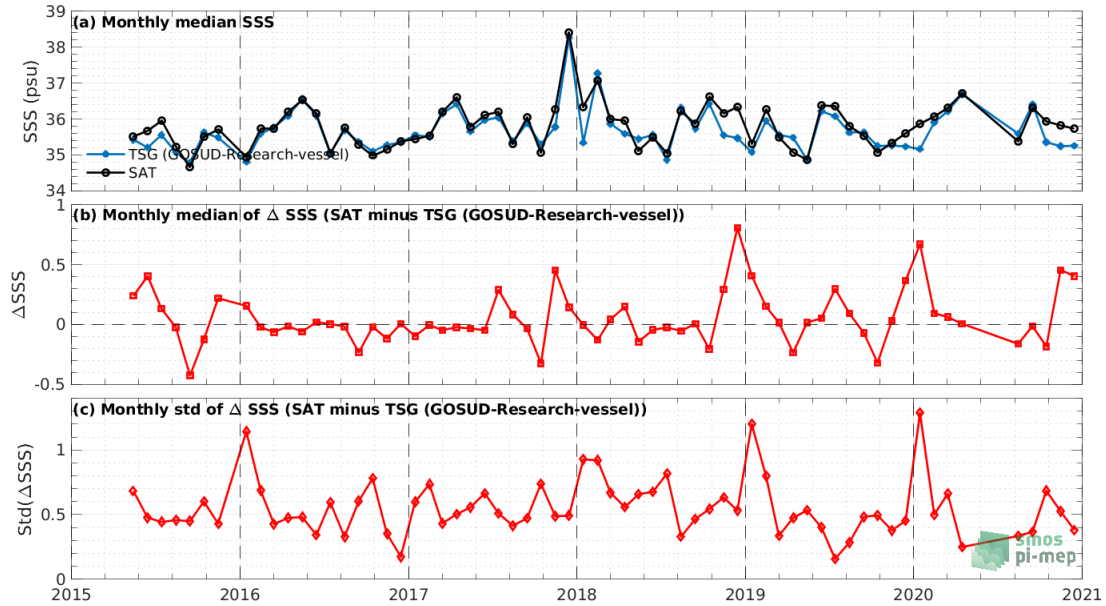 (a) Monthly median SSS
39
38
37
36
35
34
SSS (psu)
TSG (GOSUD-Research-vessel)
SAT
(b) Monthly median of Δ SSS (SAT minus TSG (GOSUD-Research-vessel))
1
0.5
0
-0.5
ΔSSS
(c) Monthly std of Δ SSS (SAT minus TSG (GOSUD-Research-vessel))
1
0.5
0
Std(ΔSSS)
smos
pi-mep
2015 2016 2017 2018 2019 2020 2021